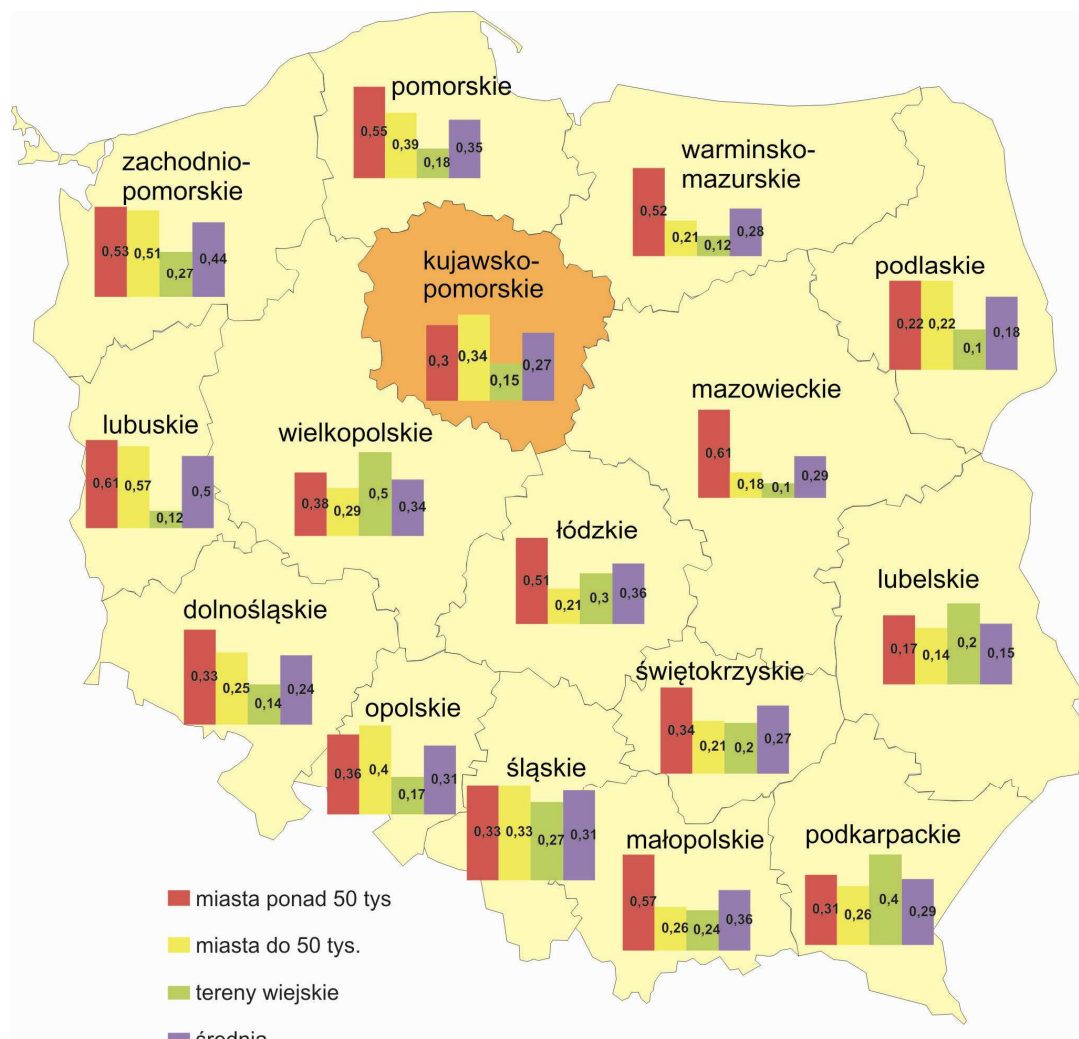 pomorskie
0,55
0,39
0,18
0,35
zachodnio-
pomorskie
0,53
0,51
0,27
0,44
warminsko-
mazurskie
0,52
0,21
0,12
0,28
kujawsko-
pomorskie
0,3
0,34
0,15
0,27
podlaskie
0,22
0,22
0,1
0,18
mazowieckie
0,61
0,18
0,1
0,29
lubuskie
0,61
0,57
0,12
0,5
wielkopolskie
0,38
0,29
0,5
0,34
łódzkie
0,51
0,21
0,3
0,36
lubelskie
0,17
0,14
0,2
0,15
dolnośląskie
0,33
0,25
0,14
0,24
świętokrzyskie
0,34
0,21
0,2
0,27
opolskie
0,36
0,4
0,17
0,31
śląskie
0,33
0,33
0,27
0,31
małopolskie
0,57
0,26
0,24
0,36
podkarpackie
0,31
0,26
0,4
0,29
miasta ponad 50 tys
miasta do 50 tys.
tereny wiejskie
średnia